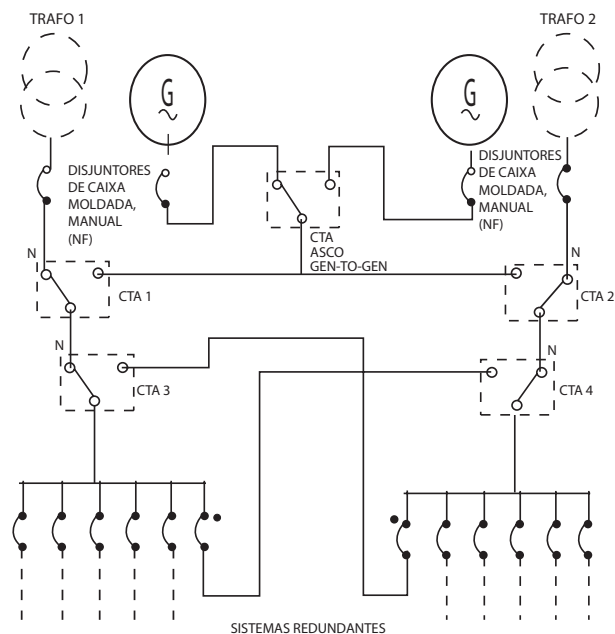 TRAFO 1
TRAFO 2
G
G
DISJUNTORES
DE CAIXA
MOLDADA,
MANUAL
(NF)
DISJUNTORES
DE CAIXA
MOLDADA,
MANUAL
(NF)
CTA
ASCO
GEN-TO-GEN
N
CTA 1
N
CTA 2
N
CTA 3
N
CTA 4
SISTEMAS REDUNDANTES